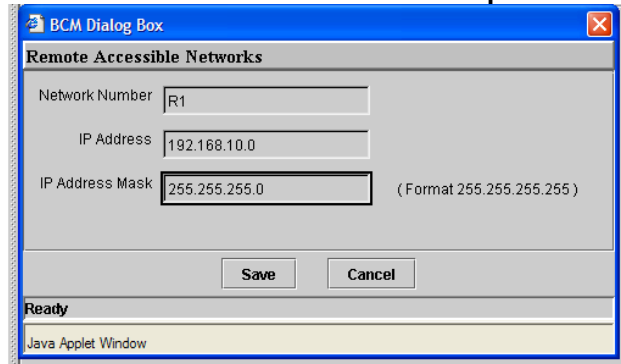 BCM Dialog Box
Remote Accessible Networks
Network Number R1
IP Address 192.168.10.0
IP Address Mask 255.255.255.0 ( Format 255.255.255.255 )
Save Cancel
Ready
Java Applet Window